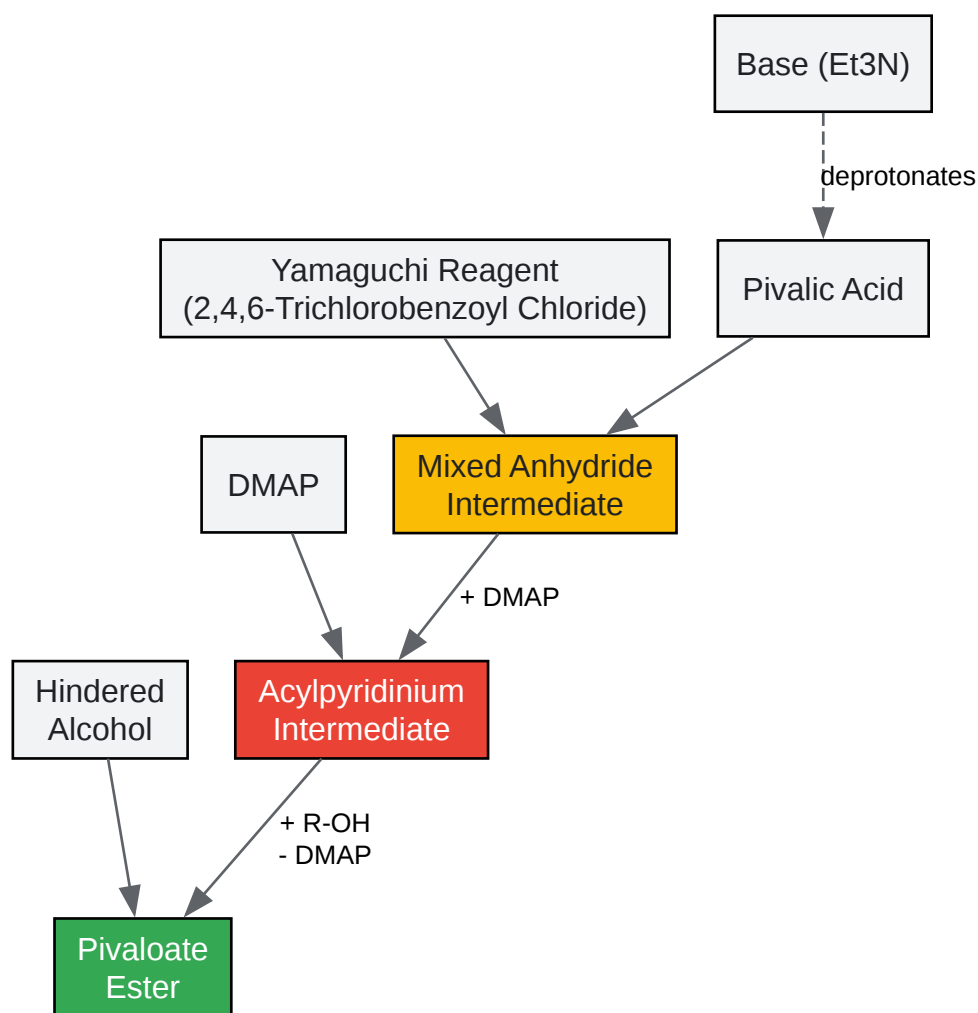 Base (Et3N)
deprotonates
Yamaguchi Reagent
(2,4,6-Trichlorobenzoyl Chloride)
Pivalic Acid
DMAP
Mixed Anhydride
Intermediate
+ DMAP
Hindered
Alcohol
Acylpyridinium
Intermediate
+ R-OH
- DMAP
Pivaloate
Ester